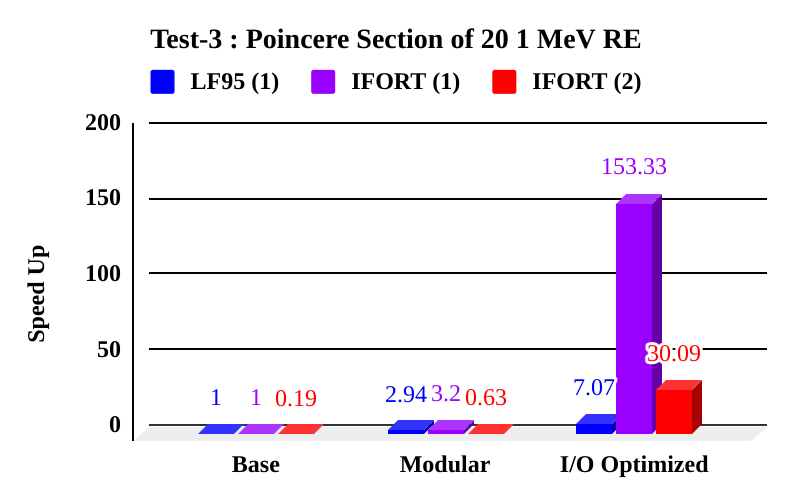 Test-3 : Poincere Section of 20 1 MeV RE
LF95 (1) IFORT (1) IFORT (2)
200
150
100
50
0
Speed Up
1 1 0.19
2.94 3.2 0.63
7.07 153.33 30.09
Base Modular I/O Optimized